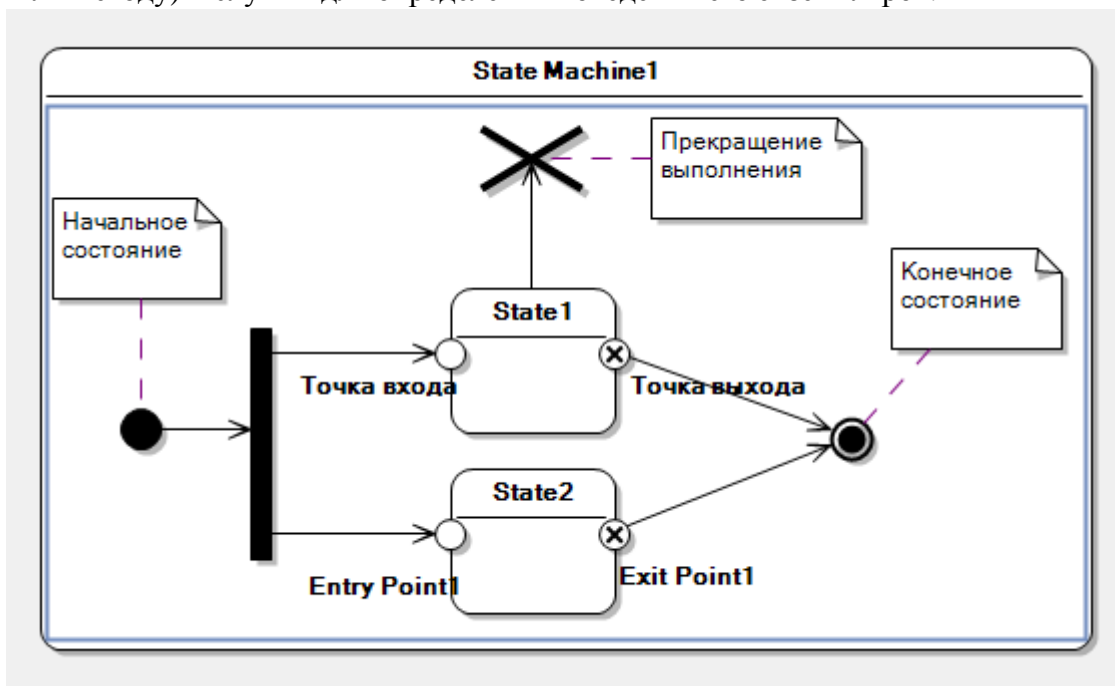 State Machine1
Прекращение
выполнения
Начальное
состояние
Конечное
состояние
State1
Точка входа
Точка выхода
State2
Entry Point1
Exit Point1